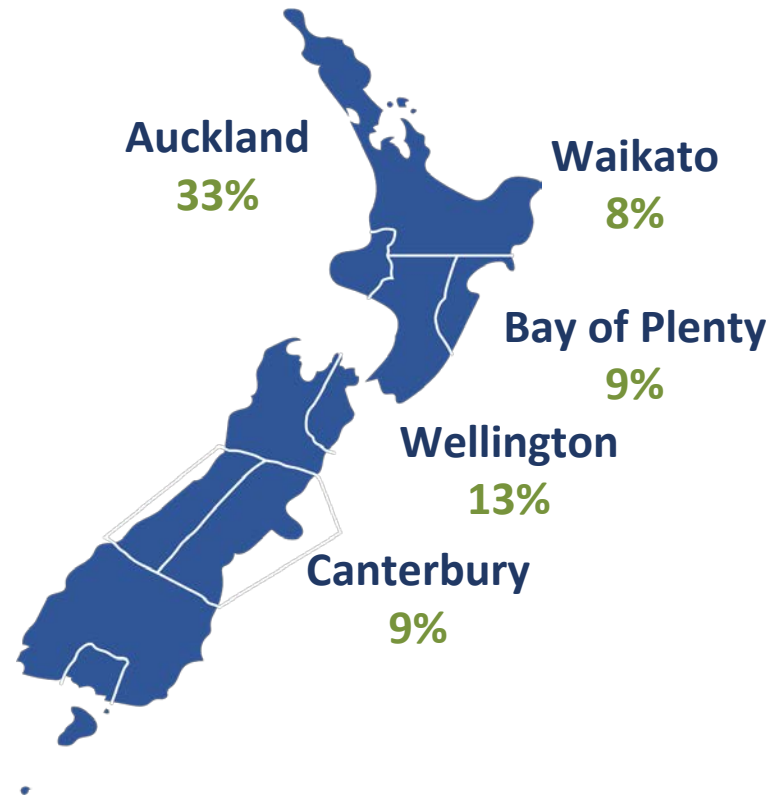 Auckland
33%
Waikato
8%
Bay of Plenty
9%
Wellington
13%
Canterbury
9%